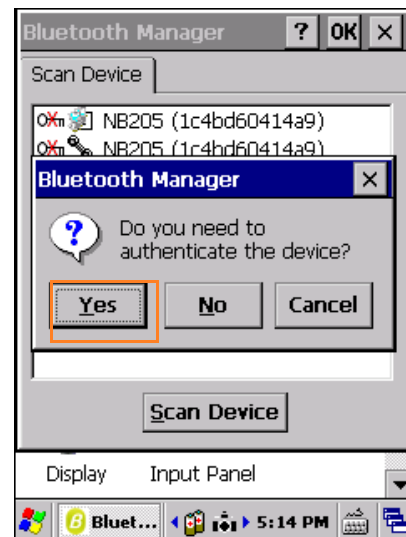 Bluetooth Manager ? OK ×
Scan Device
NB205 (1c4bd60414a9)
NB205 (1c4bd60414a9)
Bluetooth Manager ×
?
Do you need to
authenticate the device?
Yes No Cancel
Scan Device
Display Input Panel
Bluet... 5:14 PM